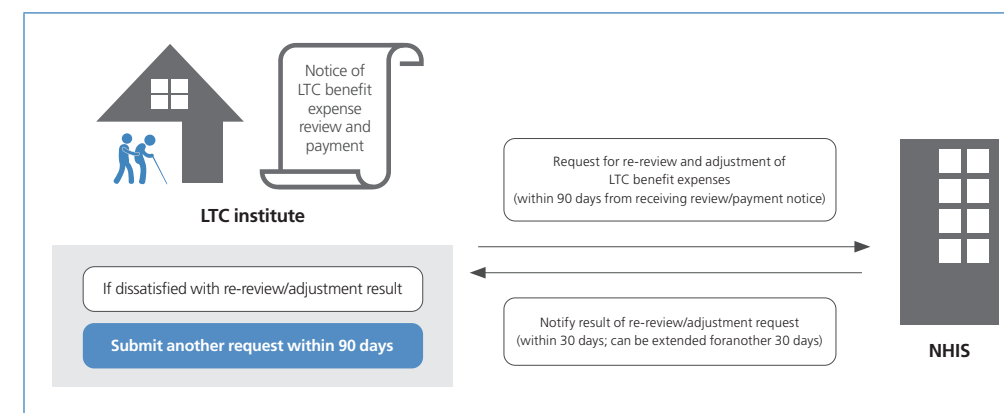 Notice of
LTC benefit
expense
review and
payment
LTC institute
If dissatisfied with re-review/adjustment result
Submit another request within 90 days
Request for re-review and adjustment of
LTC benefit expenses
(within 90 days from receiving review/payment notice)
Notify result of re-review/adjustment request
(within 30 days; can be extended foranother 30 days)
NHIS